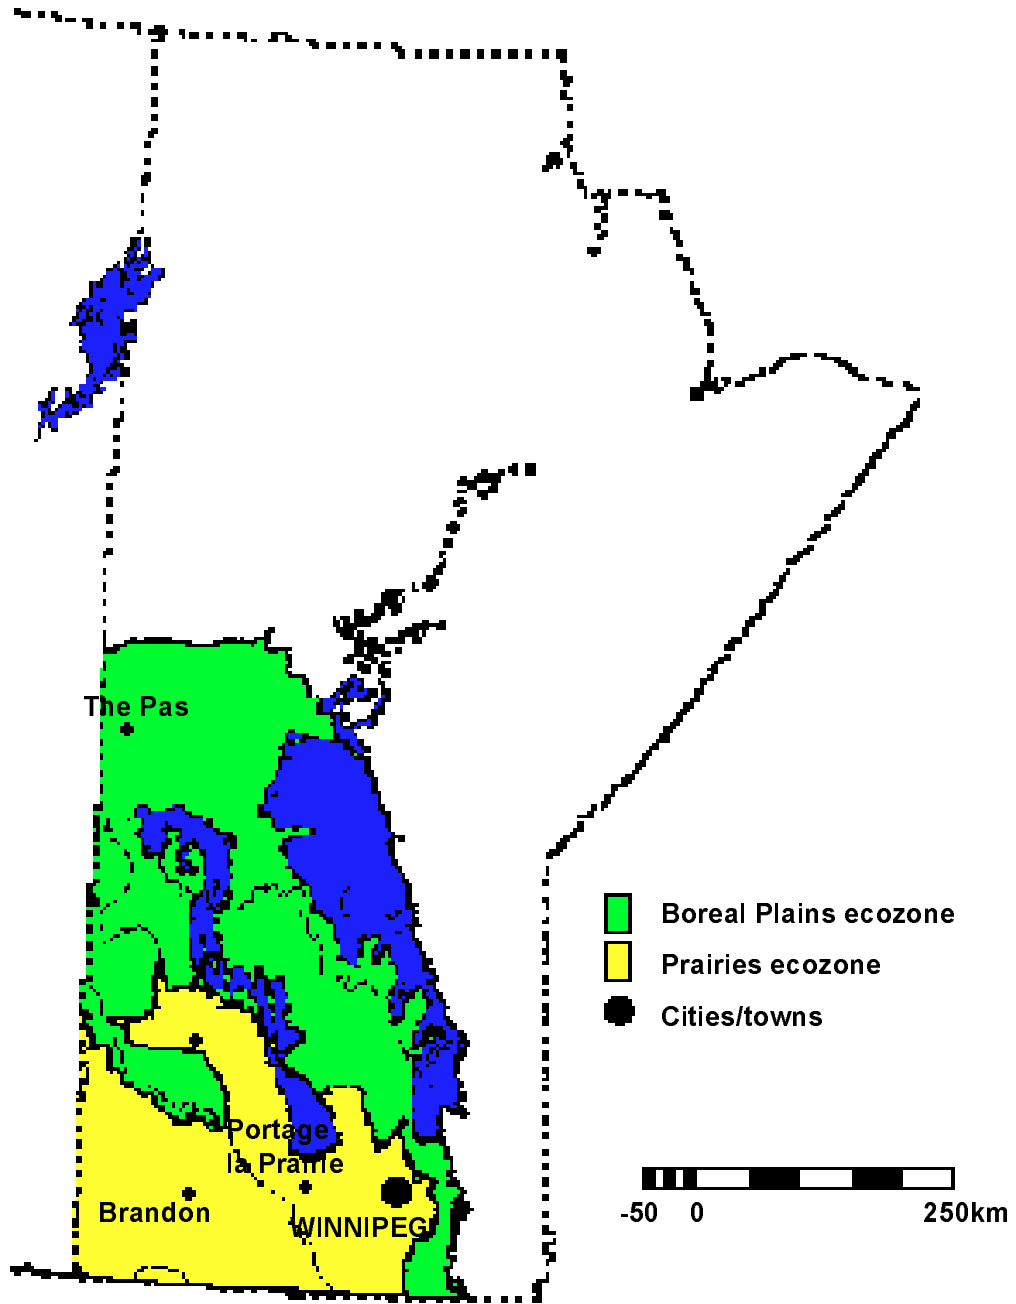 The Pas
Boreal Plains ecozone
Prairies ecozone
Cities/towns
Portage
la Prairie
Brandon
WINNIPEG
-50 0 250km